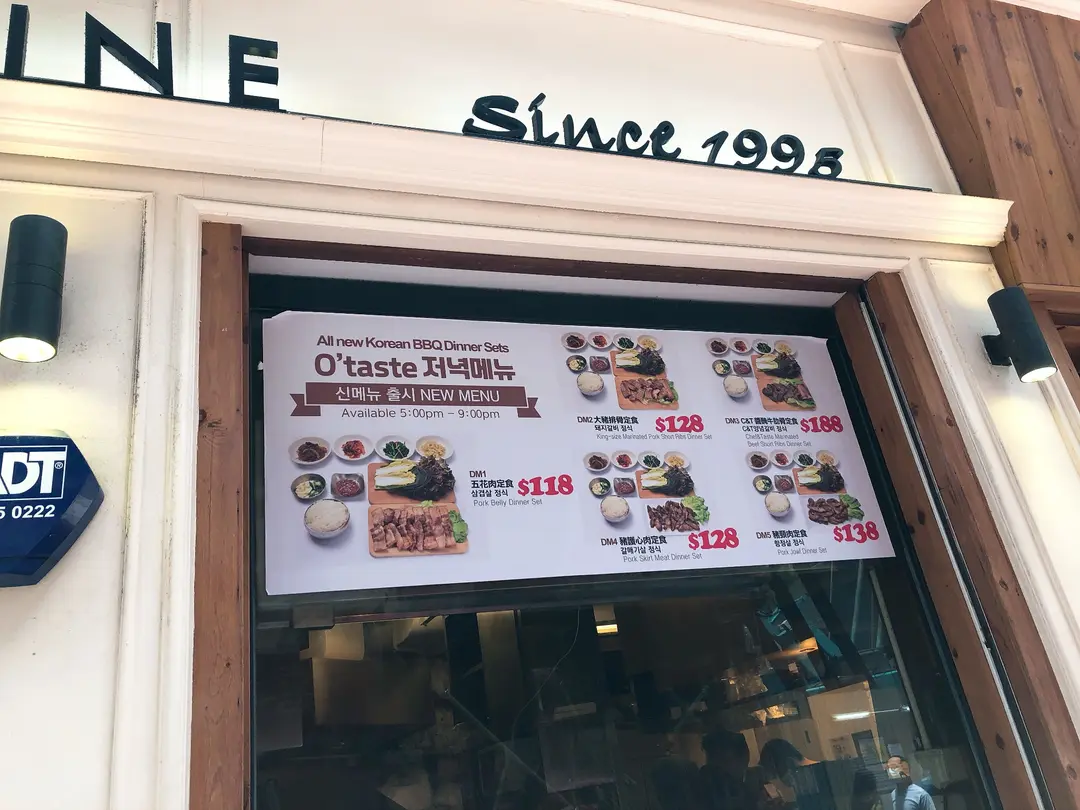 INE
Since 1998
ADT®
5 0222
All new Korean BBQ Dinner Sets
O'taste 저녁메뉴
신메뉴 출시 NEW MENU
Available 5:00pm ~ 9:00pm
DM1
五花肉定食
삼겹살 정식
Pork Belly Dinner Set
$118
DM2 大豬排骨定食
돼지갈비 정식
King-size Marinated Pork Short Ribs Dinner Set
$128
DM3 C&T 醬醃牛肋骨定食
C&T양념갈비 정식
Chef&Taste Marinated
Beef Short Ribs Dinner Set
$188
DM4 豬護心肉定食
갈매기살 정식
Pork Skirt Meat Dinner Set
$128
DM5 豬頸肉定食
항정살 정식
Pork Jowl Dinner Set
$138